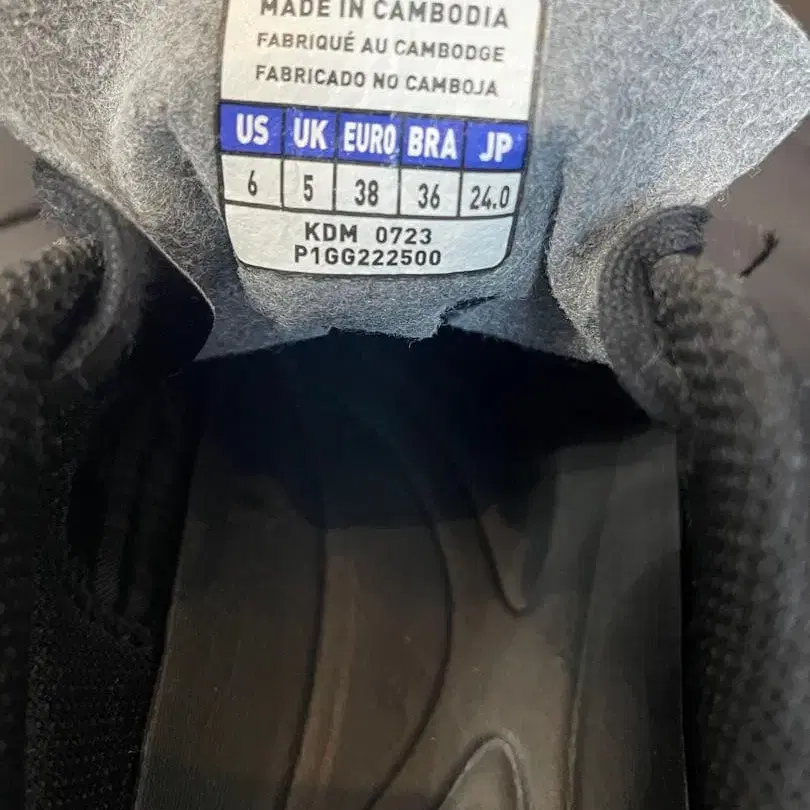 MADE IN CAMBODIA
FABRIQUÉ AU CAMBODGE
FABRICADO NO CAMBOJA
US UK EURO BRA JP
6 5 38 36 24.0
KDM 0723
P1GG222500